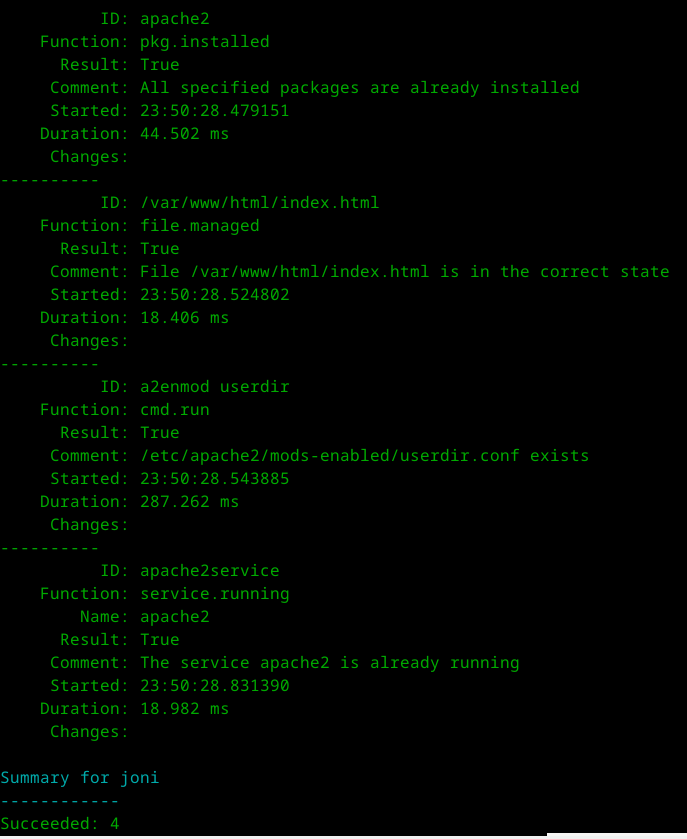 ID: apache2
Function: pkg.installed
Result: True
Comment: All specified packages are already installed
Started: 23:50:28.479151
Duration: 44.502 ms
Changes:
----------
ID: /var/www/html/index.html
Function: file.managed
Result: True
Comment: File /var/www/html/index.html is in the correct state
Started: 23:50:28.524802
Duration: 18.406 ms
Changes:
----------
ID: a2enmod userdir
Function: cmd.run
Result: True
Comment: /etc/apache2/mods-enabled/userdir.conf exists
Started: 23:50:28.543885
Duration: 287.262 ms
Changes:
----------
ID: apache2service
Function: service.running
Name: apache2
Result: True
Comment: The service apache2 is already running
Started: 23:50:28.831390
Duration: 18.982 ms
Changes:
Summary for joni
------------
Succeeded: 4